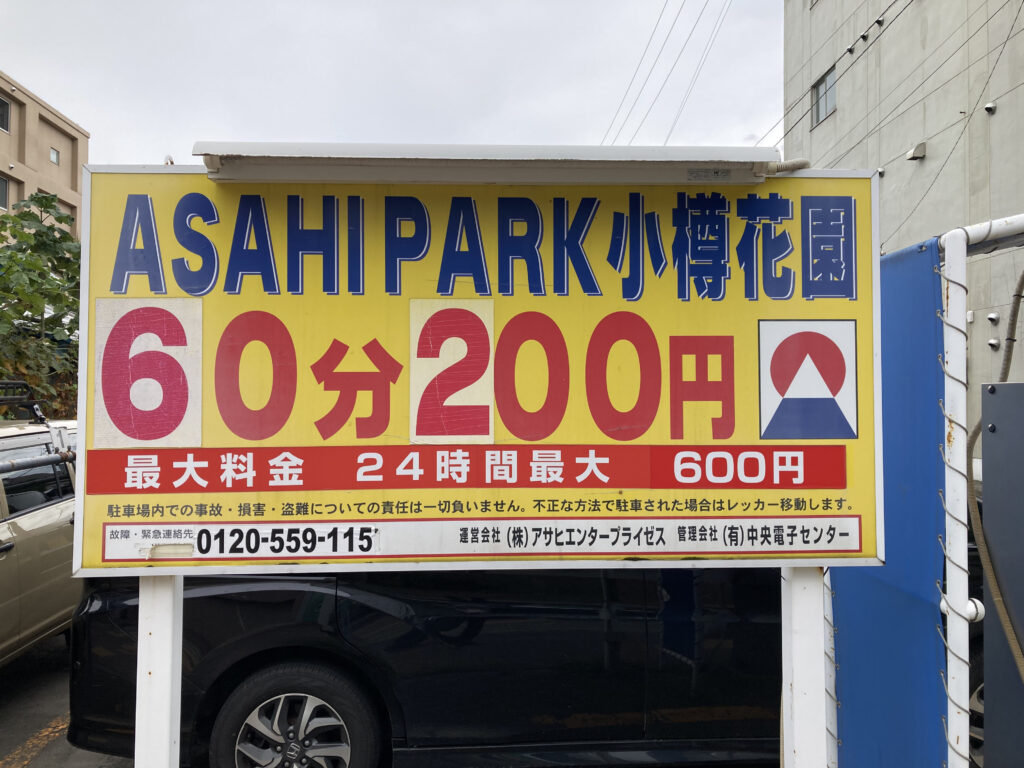 ASAHI PARK 小樽花園
60分 200円
最大料金 24時間最大 600円
駐車場内での事故・損害・盗難についての責任は一切負いません。不正な方法で駐車された場合はレッカー移動します。
故障・緊急連絡先 0120-559-115 運営会社 (株)アサヒエンタープライゼス 管理会社 (有)中央電子センター